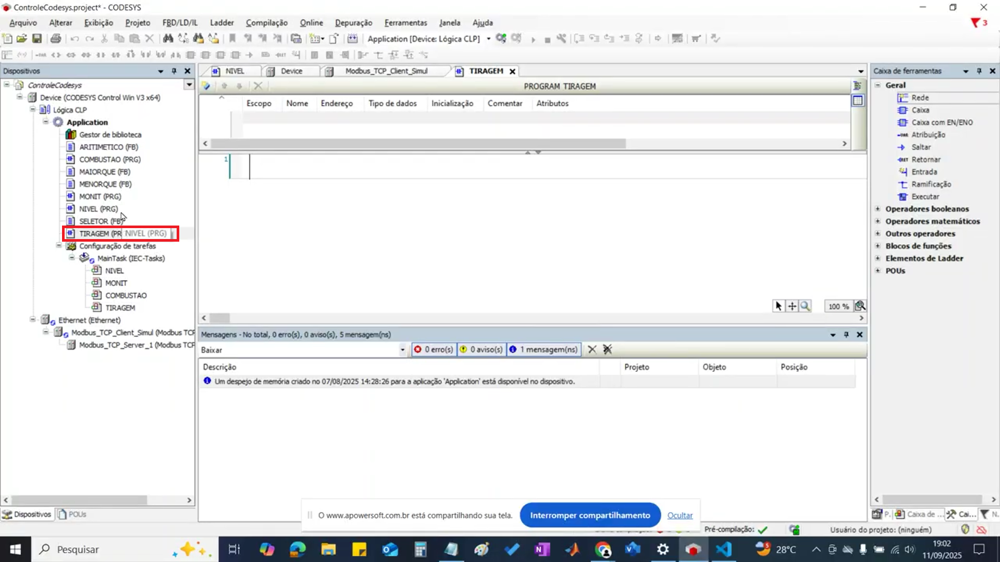 ControleCodesys.project* - CODESYS
Arquivo Alterar Exibição Projeto FBD/LD/IL Ladder Compilação Online Depuração Ferramentas Janela Ajuda 3
Application [Device: Lógica CLP]
Dispositivos
ControleCodesys
Device (CODESYS Control Win V3 x64)
Lógica CLP
Application
Gestor de biblioteca
ARITIMETICO (FB)
COMBUSTAO (PRG)
MAIORQUE (FB)
MENORQUE (FB)
MONIT (PRG)
NIVEL (PRG)
SELETOR (FB)
TIRAGEM (PR NIVEL (PRG)
Configuração de tarefas
MainTask (IEC-Tasks)
NIVEL
MONIT
COMBUSTAO
TIRAGEM
Ethernet (Ethernet)
Modbus_TCP_Client_Simul (Modbus TCP
Modbus_TCP_Server_1 (Modbus TCP
Dispositivos POUs
NIVEL Device Modbus_TCP_Client_Simul TIRAGEM
PROGRAM TIRAGEM
Escopo Nome Endereço Tipo de dados Inicialização Comentar Atributos
1
100 %
Mensagens - No total, 0 erro(s), 0 aviso(s), 5 mensagem(ns)
Baixar 0 erro(s) 0 aviso(s) 1 mensagem(ns)
Descrição Projeto Objeto Posição
Um despejo de memória criado no 07/08/2025 14:28:26 para a aplicação 'Application' está disponível no dispositivo.
Caixa de ferramentas
Geral
Rede
Caixa
Caixa com EN/ENO
Atribuição
Saltar
Retornar
Entrada
Ramificação
Executar
Operadores booleanos
Operadores matemáticos
Outros operadores
Blocos de funções
Elementos de Ladder
POUs
P... Caixa de ... Cai... N.
O www.apowersoft.com.br está compartilhando sua tela. Interromper compartilhamento Ocultar
Pré-compilação: Usuário do projeto: (ninguém)
Pesquisar
28°C
19:02
11/09/2025